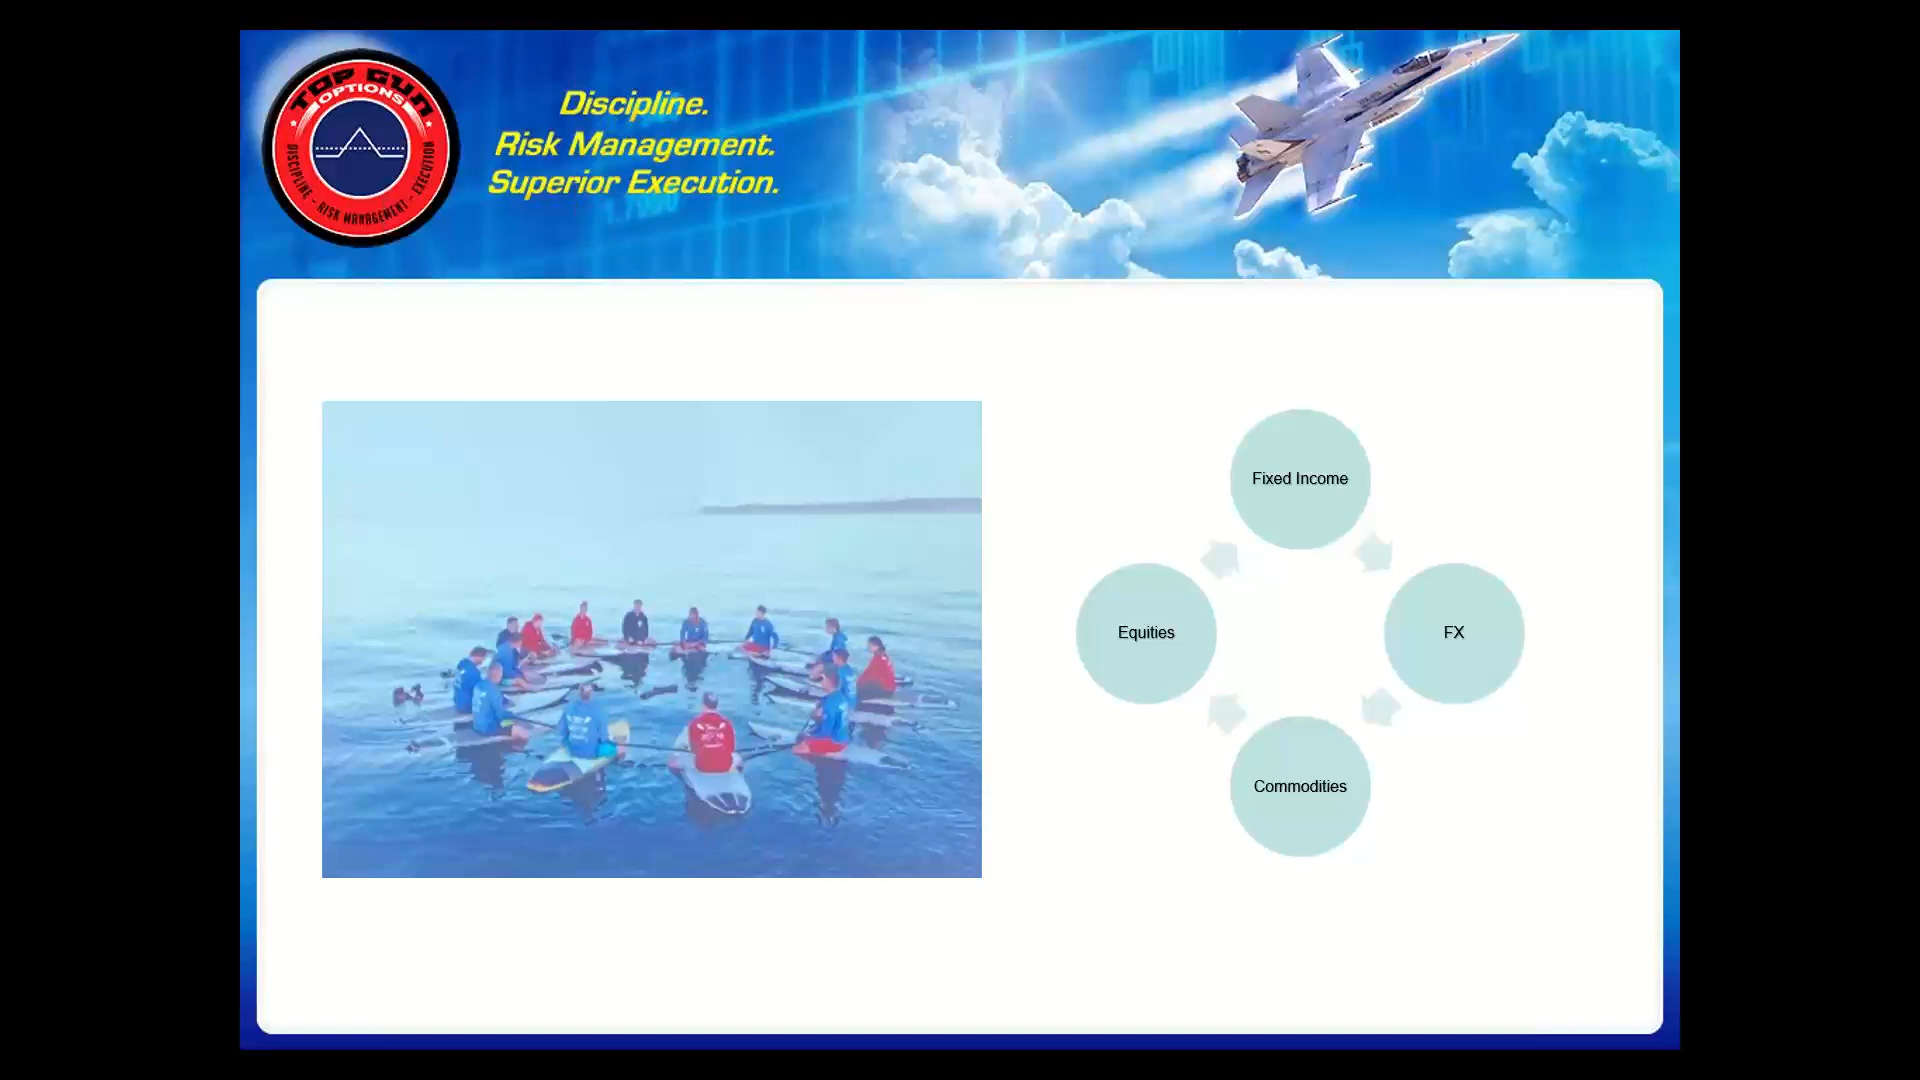 TOP GUN
OPTIONS
DISCIPLINE - RISK MANAGEMENT - EXECUTION
Discipline.
Risk Management.
Superior Execution.
Fixed Income
Equities
FX
Commodities